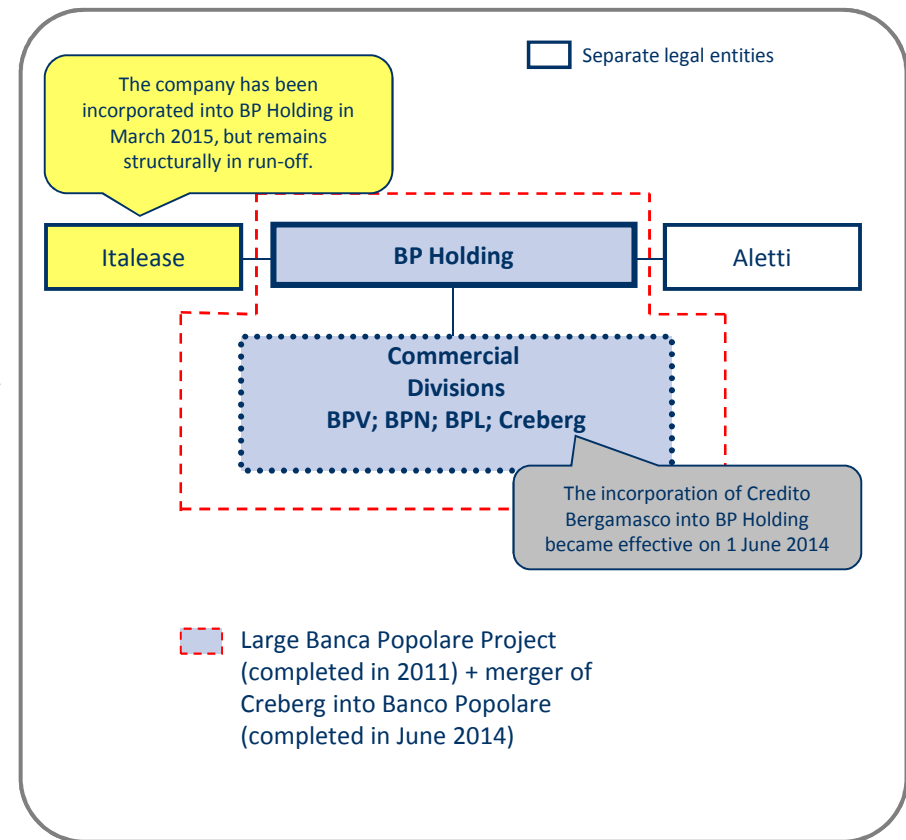 Separate legal entities
The company has been
incorporated into BP Holding in
March 2015, but remains
structurally in run-off.
Italease
BP Holding
Aletti
Commercial
Divisions
BPV; BPN; BPL; Creberg
The incorporation of Credito
Bergamasco into BP Holding
became effective on 1 June 2014
Large Banca Popolare Project
(completed in 2011) + merger of
Creberg into Banco Popolare
(completed in June 2014)